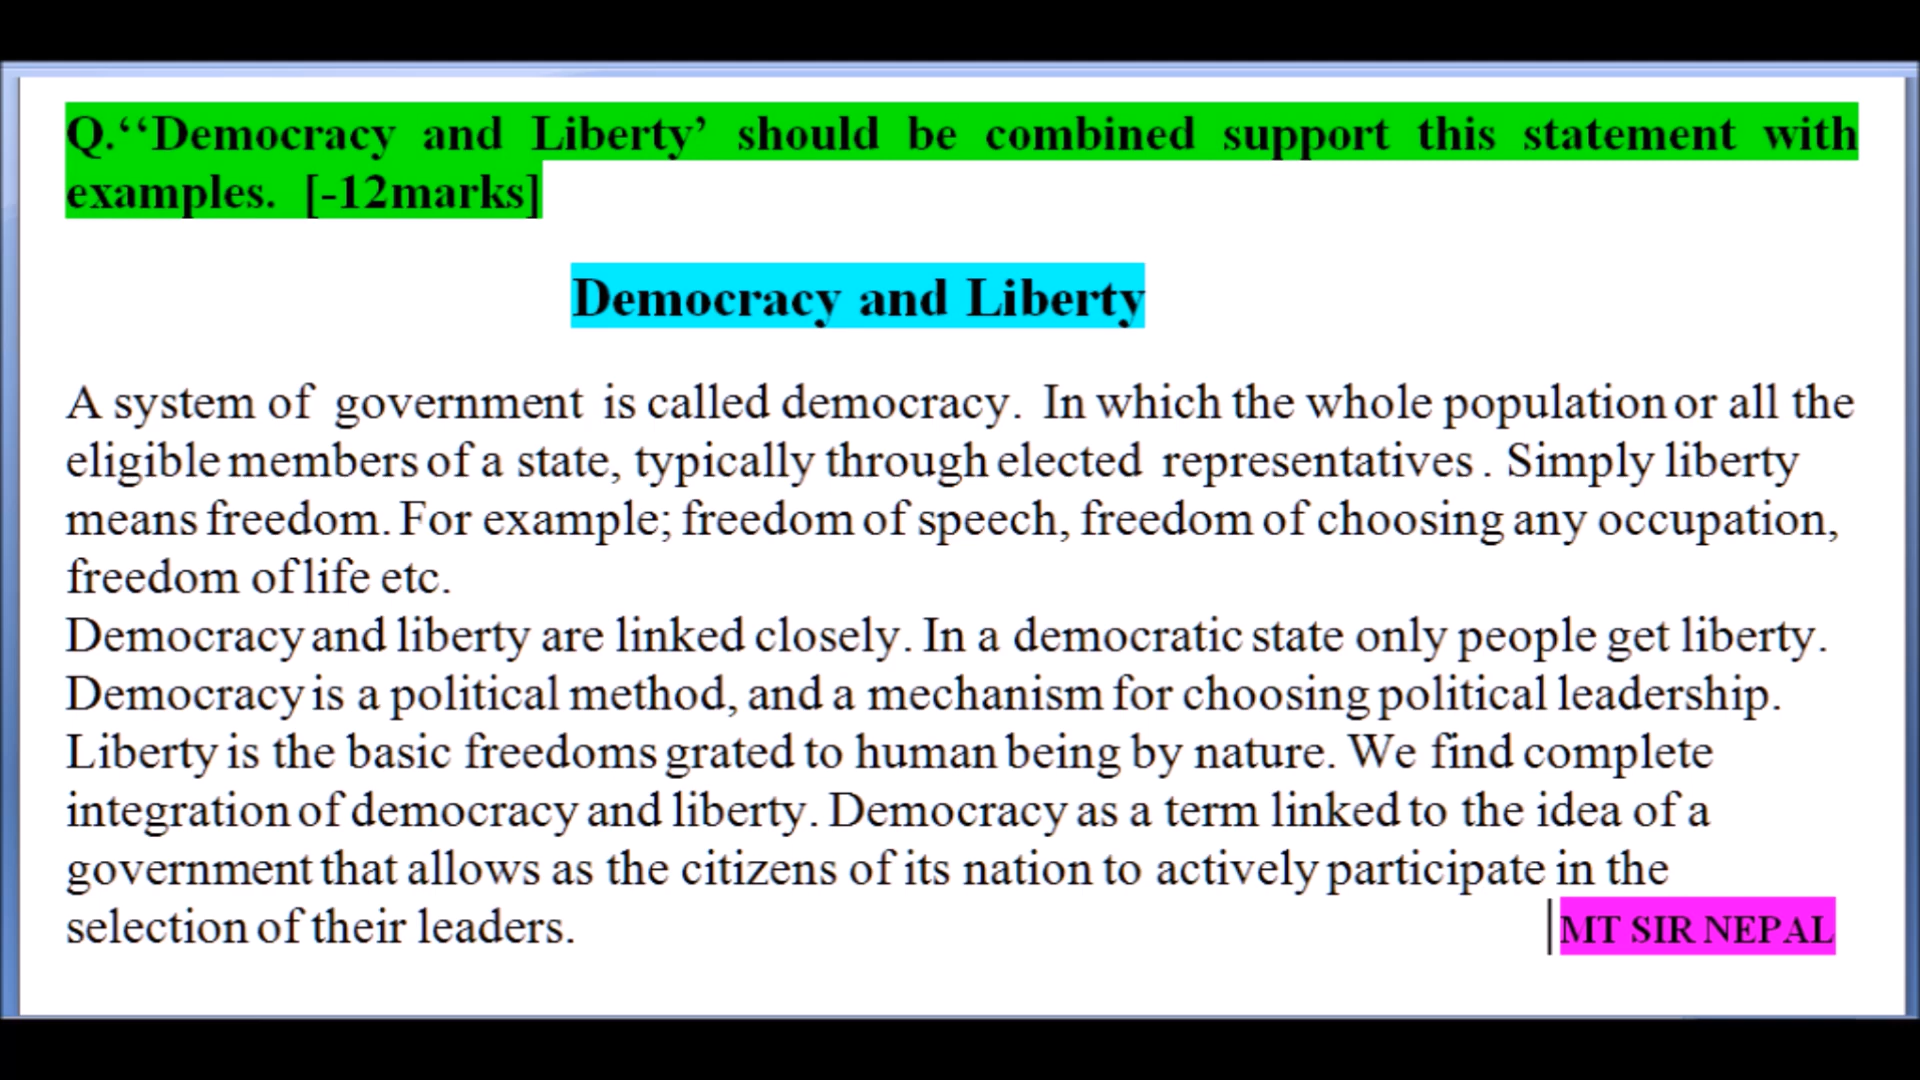 Q.‘‘Democracy and Liberty’ should be combined support this statement with
examples. [-12marks]
Democracy and Liberty
A system of government is called democracy. In which the whole population or all the
eligible members of a state, typically through elected representatives . Simply liberty
means freedom. For example; freedom of speech, freedom of choosing any occupation,
freedom of life etc.
Democracy and liberty are linked closely. In a democratic state only people get liberty.
Democracy is a political method, and a mechanism for choosing political leadership.
Liberty is the basic freedoms grated to human being by nature. We find complete
integration of democracy and liberty. Democracy as a term linked to the idea of a
government that allows as the citizens of its nation to actively participate in the
selection of their leaders.
MT SIR NEPAL